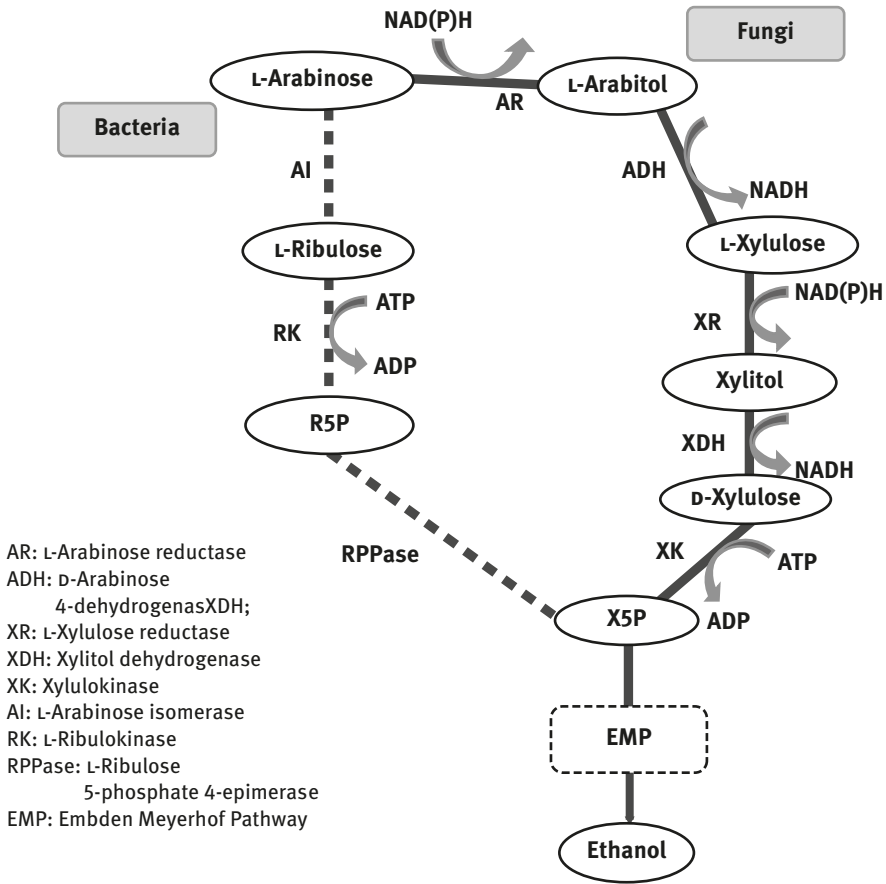 NAD(P)H
Fungi
L-Arabinose
L-Arabitol
AR
Bacteria
AI
ADH
NADH
L-Ribulose
L-Xylulose
ATP
NAD(P)H
RK
XR
ADP
Xylitol
R5P
XDH
NADH
D-Xylulose
RPPase
XK
ATP
X5P
ADP
AR: L-Arabinose reductase
ADH: D-Arabinose
4-dehydrogenasXDH;
XR: L-Xylulose reductase
XDH: Xylitol dehydrogenase
XK: Xylulokinase
AI: L-Arabinose isomerase
RK: L-Ribulokinase
RPPase: L-Ribulose
5-phosphate 4-epimerase
EMP: Embden Meyerhof Pathway
EMP
Ethanol